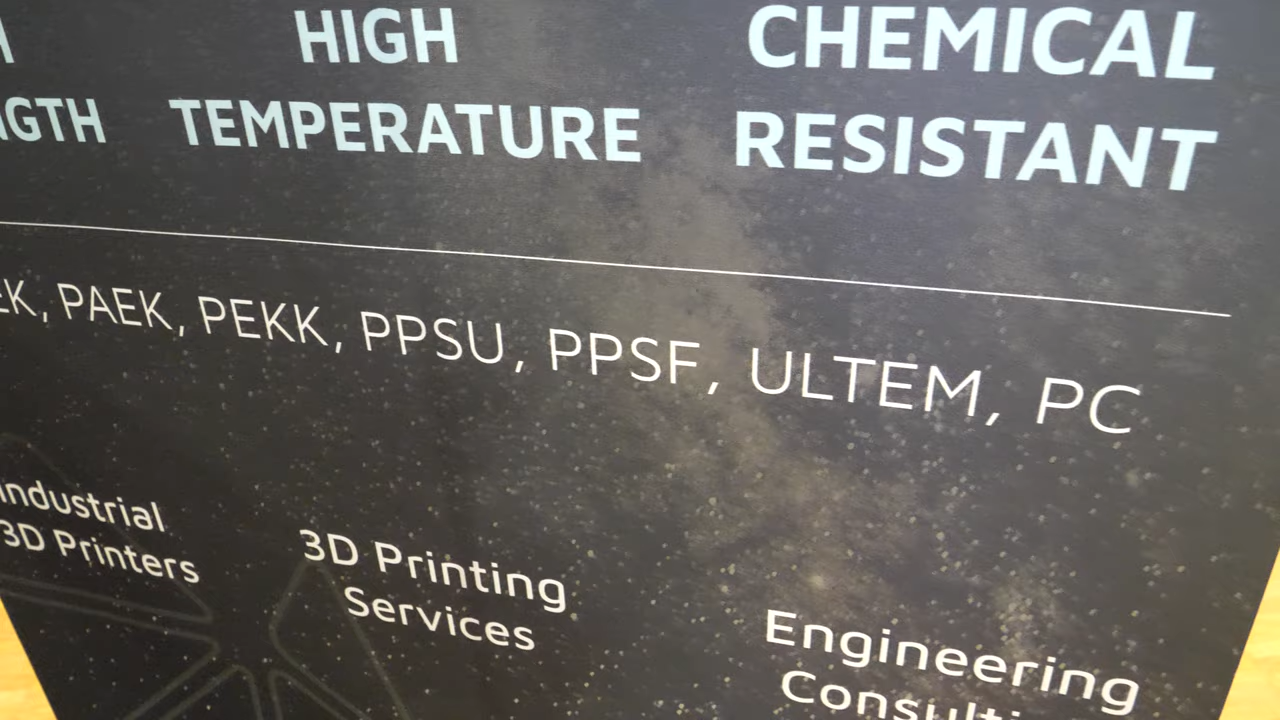 HIGH
TEMPERATURE
CHEMICAL
RESISTANT
PAEK, PEKK, PPSU, PPSF, ULTEM, PC
Industrial
3D Printers
3D Printing
Services
Engineering